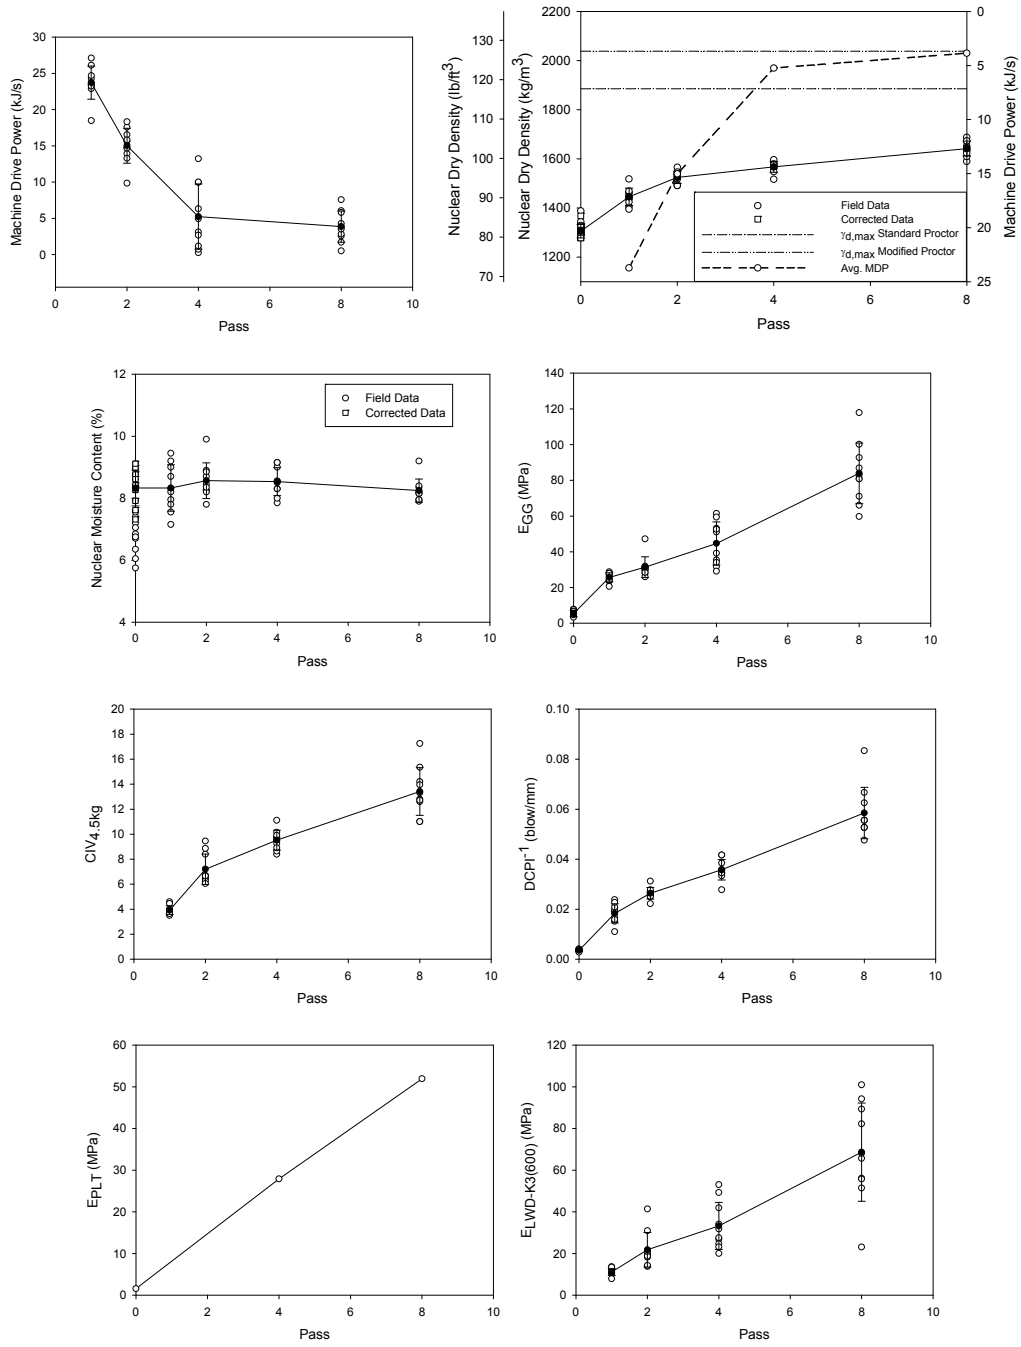 Machine Drive Power (kJ/s)
30
25
20
15
10
5
0
0 2 4 6 8 10
Pass
Nuclear Dry Density (lb/ft³)
130
120
110
100
90
80
70
Nuclear Dry Density (kg/m³)
2200
2000
1800
1600
1400
1200
0 2 4 6 8
Pass
Machine Drive Power (kJ/s)
0
5
10
15
20
25
Field Data
Corrected Data
γd,max Standard Proctor
γd,max Modified Proctor
Avg. MDP
Nuclear Moisture Content (%)
12
10
8
6
4
0 2 4 6 8 10
Pass
Field Data
Corrected Data
EGG (MPa)
140
120
100
80
60
40
20
0
0 2 4 6 8 10
Pass
CIV4.5kg
20
18
16
14
12
10
8
6
4
2
0
0 2 4 6 8 10
Pass
DCPI⁻¹ (blow/mm)
0.10
0.08
0.06
0.04
0.02
0.00
0 2 4 6 8 10
Pass
EPLT (MPa)
60
50
40
30
20
10
0
0 2 4 6 8 10
Pass
ELWD-K3(600) (MPa)
120
100
80
60
40
20
0
0 2 4 6 8 10
Pass